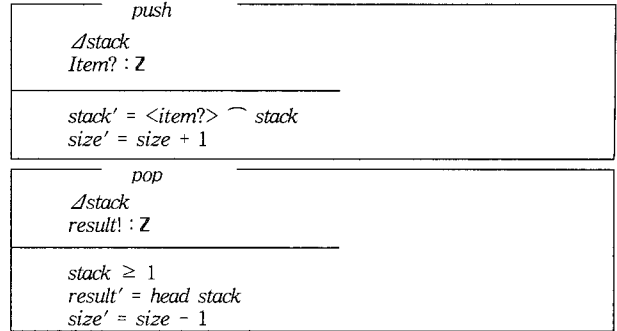 push
Δstack
Item? : Z
stack′ = <item?> ⌒ stack
size′ = size + 1
pop
Δstack
result! : Z
stack ≥ 1
result′ = head stack
size′ = size - 1